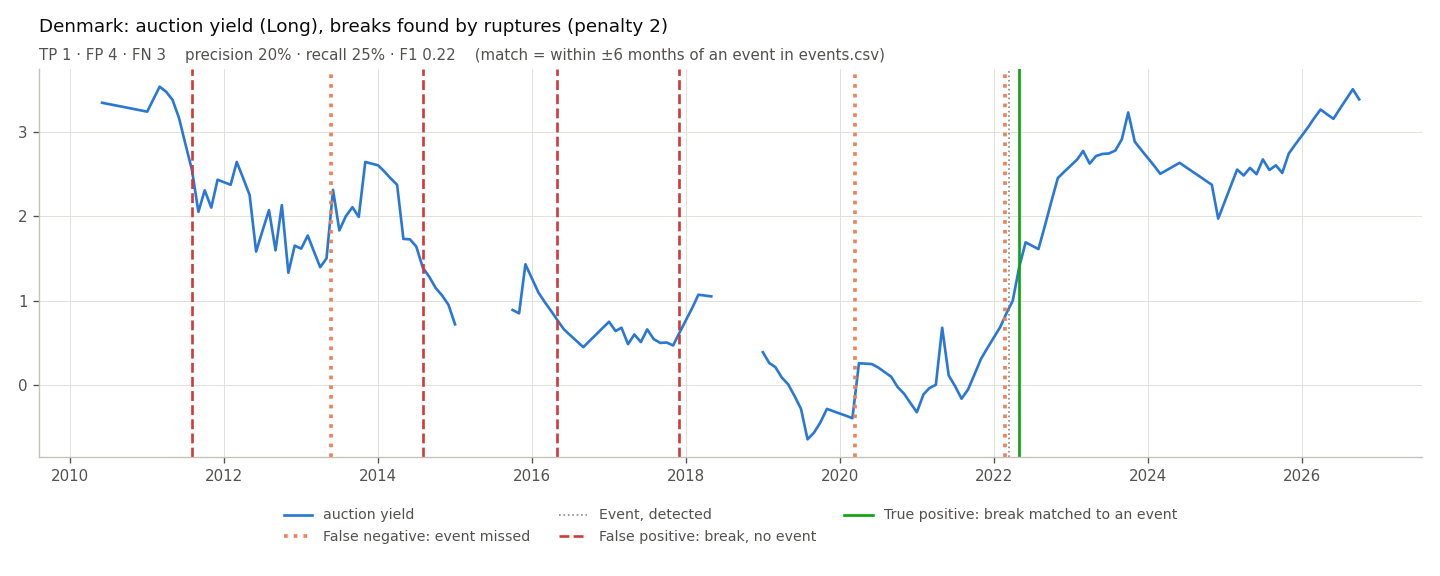 Denmark: auction yield (Long), breaks found by ruptures (penalty 2)
TP 1 · FP 4 · FN 3    precision 20% · recall 25% · F1 0.22    (match = within ±6 months of an event in events.csv)
3
2
1
0
2010 2012 2014 2016 2018 2020 2022 2024 2026
auction yield    Event, detected    True positive: break matched to an event
False negative: event missed    False positive: break, no event